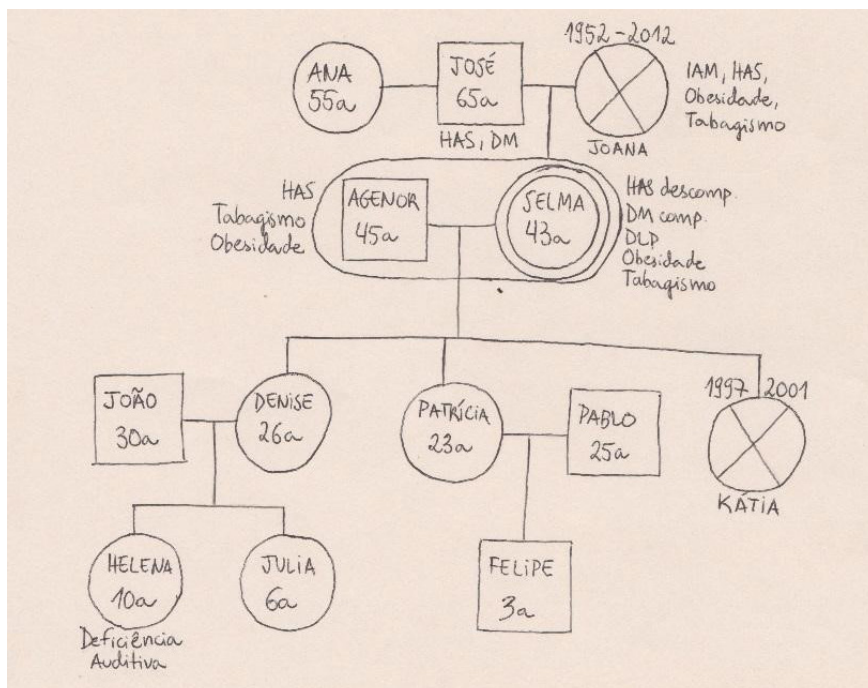 1952-2012
ANA
55a
JOSÉ
65a
HAS, DM
JOANA
IAM, HAS,
Obesidade,
Tabagismo
HAS
Tabagismo
Obesidade
AGENOR
45a
SELMA
43a
HAS descomp.
DM comp.
DLP
Obesidade
Tabagismo
JOÃO
30a
DENISE
26a
PATRÍCIA
23a
PABLO
25a
1997 2001
KÁTIA
HELENA
10a
Deficiência
Auditiva
JULIA
6a
FELIPE
3a